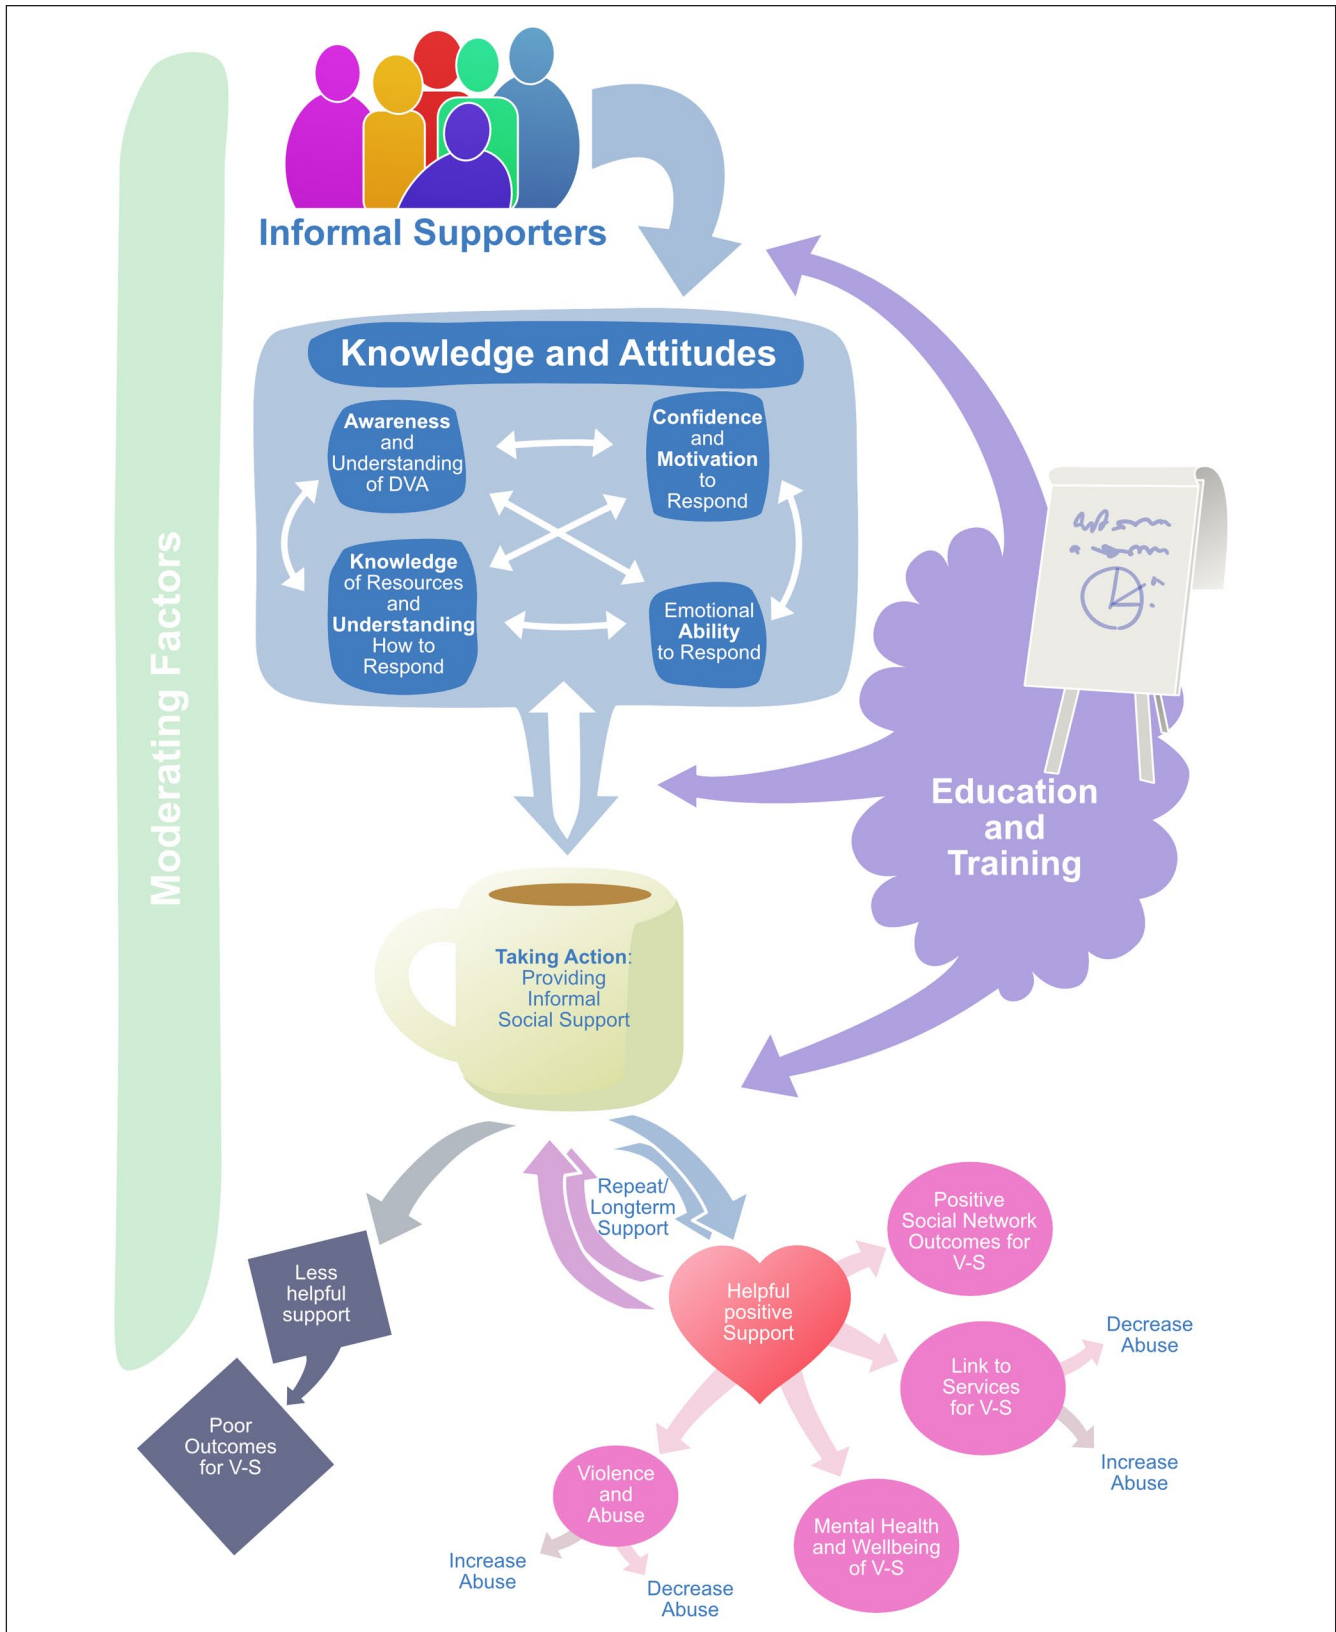 Informal Supporters
Moderating Factors
Knowledge and Attitudes
Awareness
and
Understanding
of DVA
Confidence
and
Motivation
to
Respond
Knowledge
of Resources
and
Understanding
How to
Respond
Emotional
Ability
to Respond
Education
and
Training
Taking Action:
Providing
Informal
Social Support
Repeat/
Longterm
Support
Less
helpful
support
Poor
Outcomes
for V-S
Helpful
positive
Support
Positive
Social Network
Outcomes for
V-S
Link to
Services
for V-S
Decrease
Abuse
Increase
Abuse
Violence
and
Abuse
Increase
Abuse
Decrease
Abuse
Mental Health
and Wellbeing
of V-S